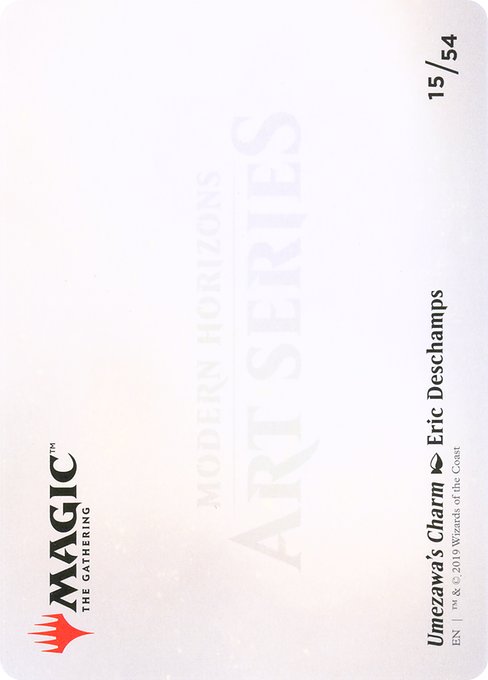 15/54
MODERN HORIZONS
ART SERIES
MAGIC™
THE GATHERING
Umezawa's Charm Eric Deschamps
EN | ™ & © 2019 Wizards of the Coast